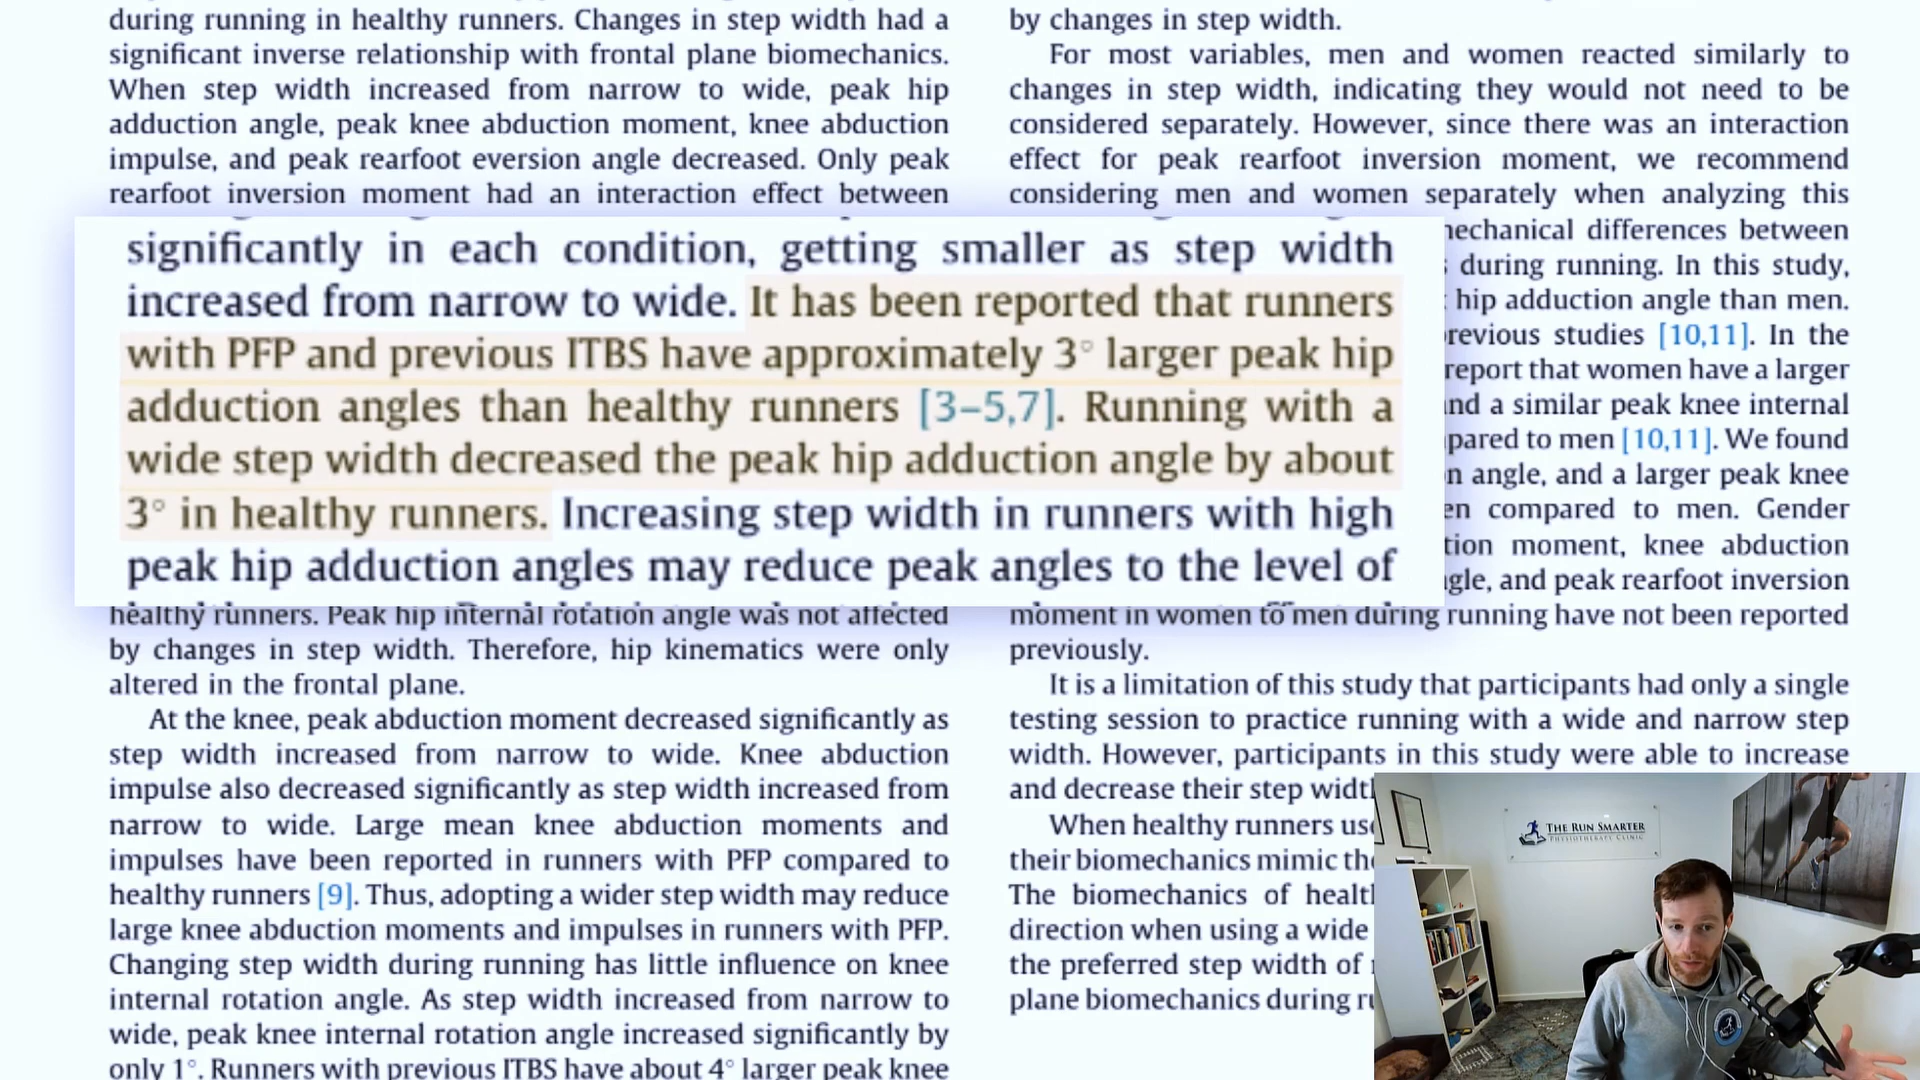 during running in healthy runners. Changes in step width had a
significant inverse relationship with frontal plane biomechanics.
When step width increased from narrow to wide, peak hip
adduction angle, peak knee abduction moment, knee abduction
impulse, and peak rearfoot eversion angle decreased. Only peak
rearfoot inversion moment had an interaction effect between
significantly in each condition, getting smaller as step width
increased from narrow to wide. It has been reported that runners
with PFP and previous ITBS have approximately 3° larger peak hip
adduction angles than healthy runners [3–5,7]. Running with a
wide step width decreased the peak hip adduction angle by about
3° in healthy runners. Increasing step width in runners with high
peak hip adduction angles may reduce peak angles to the level of
healthy runners. Peak hip internal rotation angle was not affected
by changes in step width. Therefore, hip kinematics were only
altered in the frontal plane.
At the knee, peak abduction moment decreased significantly as
step width increased from narrow to wide. Knee abduction
impulse also decreased significantly as step width increased from
narrow to wide. Large mean knee abduction moments and
impulses have been reported in runners with PFP compared to
healthy runners [9]. Thus, adopting a wider step width may reduce
large knee abduction moments and impulses in runners with PFP.
Changing step width during running has little influence on knee
internal rotation angle. As step width increased from narrow to
wide, peak knee internal rotation angle increased significantly by
only 1°. Runners with previous ITBS have about 4° larger peak knee
by changes in step width.
For most variables, men and women reacted similarly to
changes in step width, indicating they would not need to be
considered separately. However, since there was an interaction
effect for peak rearfoot inversion moment, we recommend
considering men and women separately when analyzing this
mechanical differences between
during running. In this study,
hip adduction angle than men.
previous studies [10,11]. In the
report that women have a larger
and a similar peak knee internal
pared to men [10,11]. We found
angle, and a larger peak knee
en compared to men. Gender
tion moment, knee abduction
gle, and peak rearfoot inversion
moment in women to men during running have not been reported
previously.
It is a limitation of this study that participants had only a single
testing session to practice running with a wide and narrow step
width. However, participants in this study were able to increase
and decrease their step widt
When healthy runners us
their biomechanics mimic th
The biomechanics of healt
direction when using a wide
the preferred step width of
plane biomechanics during r
THE RUN SMARTER
PHYSIOTHERAPY CLINIC